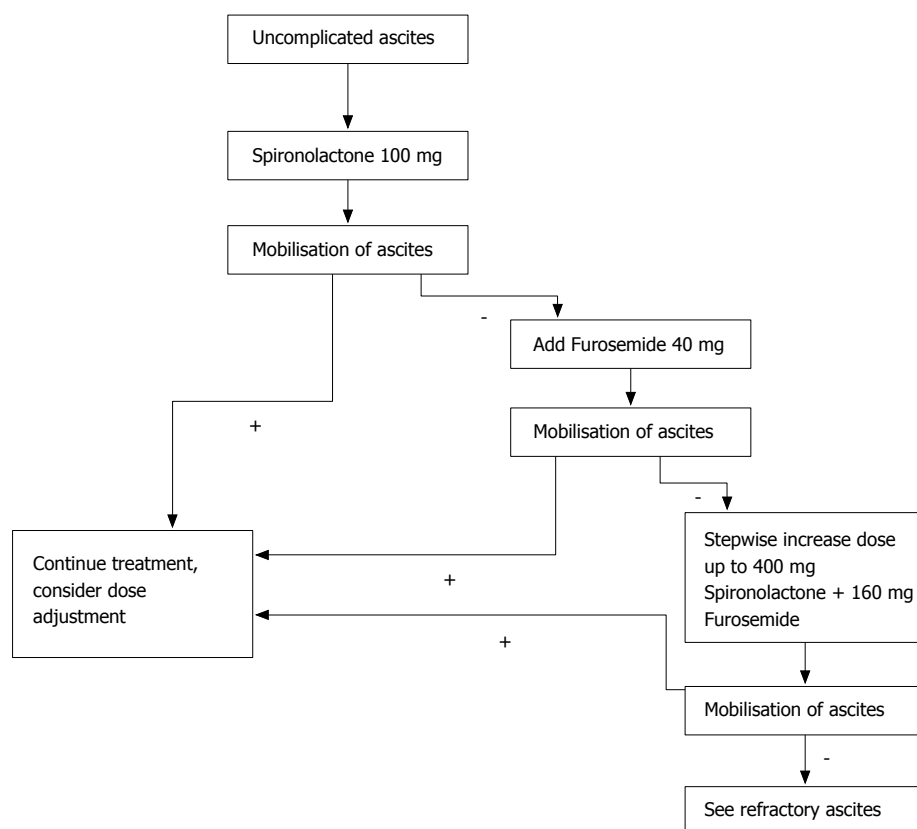 Uncomplicated ascites
Spironolactone 100 mg
Mobilisation of ascites
-
Add Furosemide 40 mg
+
Mobilisation of ascites
-
Continue treatment,
consider dose
adjustment
+
Stepwise increase dose
up to 400 mg
Spironolactone + 160 mg
Furosemide
+
Mobilisation of ascites
-
See refractory ascites